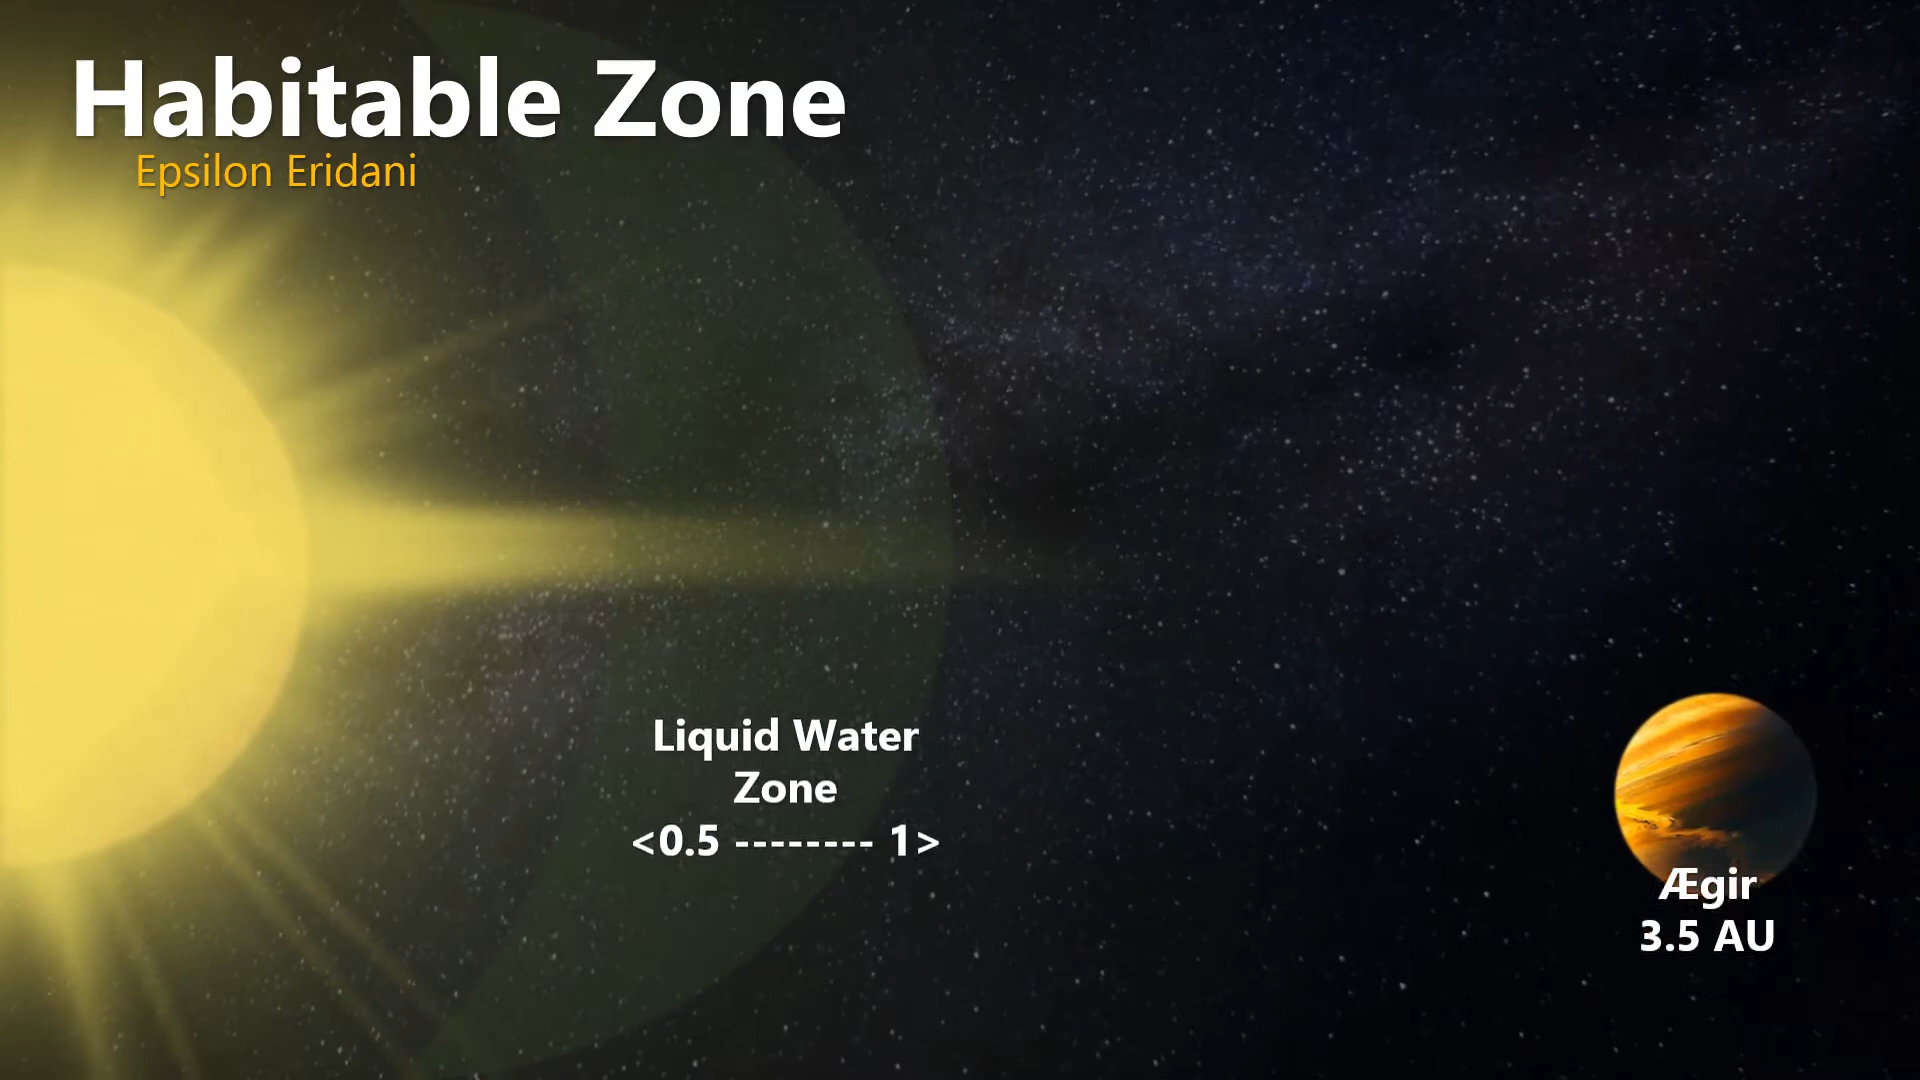 Habitable Zone
Epsilon Eridani
Liquid Water
Zone
<0.5 -------- 1>
Ægir
3.5 AU